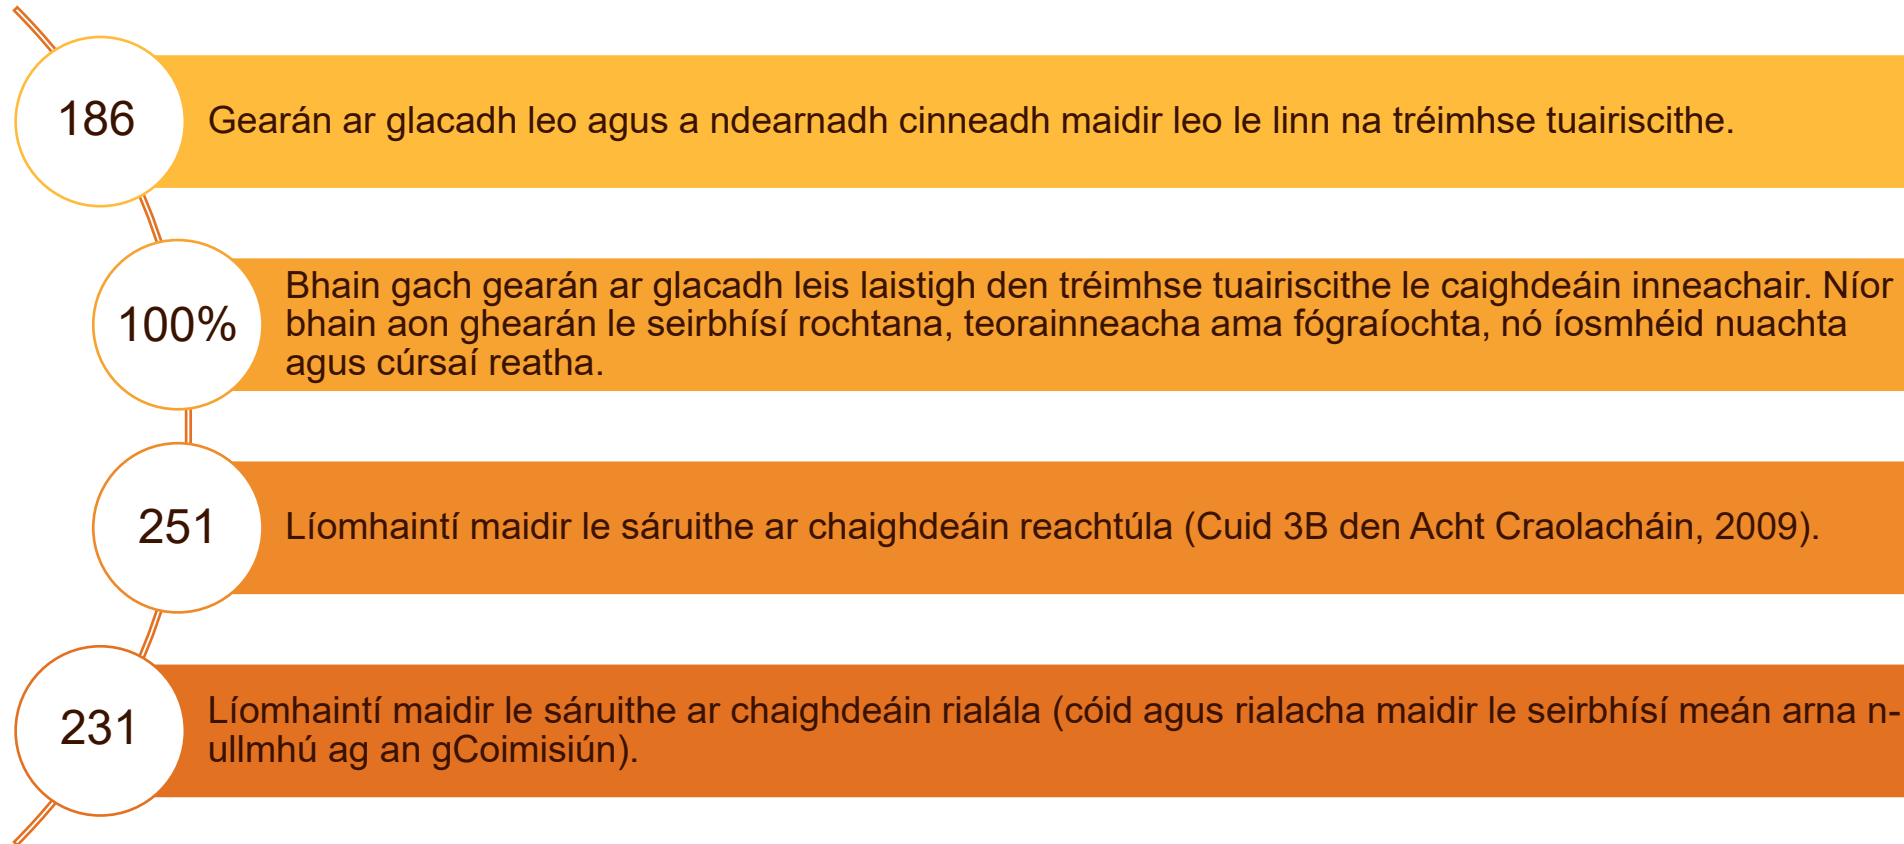 186
Gearán ar glacadh leo agus a ndearnadh cinneadh maidir leo le linn na tréimhse tuairiscithe.
100%
Bhain gach gearán ar glacadh leis laistigh den tréimhse tuairiscithe le caighdeáin inneachair. Níor
bhain aon ghearán le seirbhísí rochtana, teorainneacha ama fógraíochta, nó íosmhéid nuachta
agus cúrsaí reatha.
251
Líomhaintí maidir le sáruithe ar chaighdeáin reachtúla (Cuid 3B den Acht Craolacháin, 2009).
231
Líomhaintí maidir le sáruithe ar chaighdeáin rialála (cóid agus rialacha maidir le seirbhísí meán arna n-
ullmhú ag an gCoimisiún).